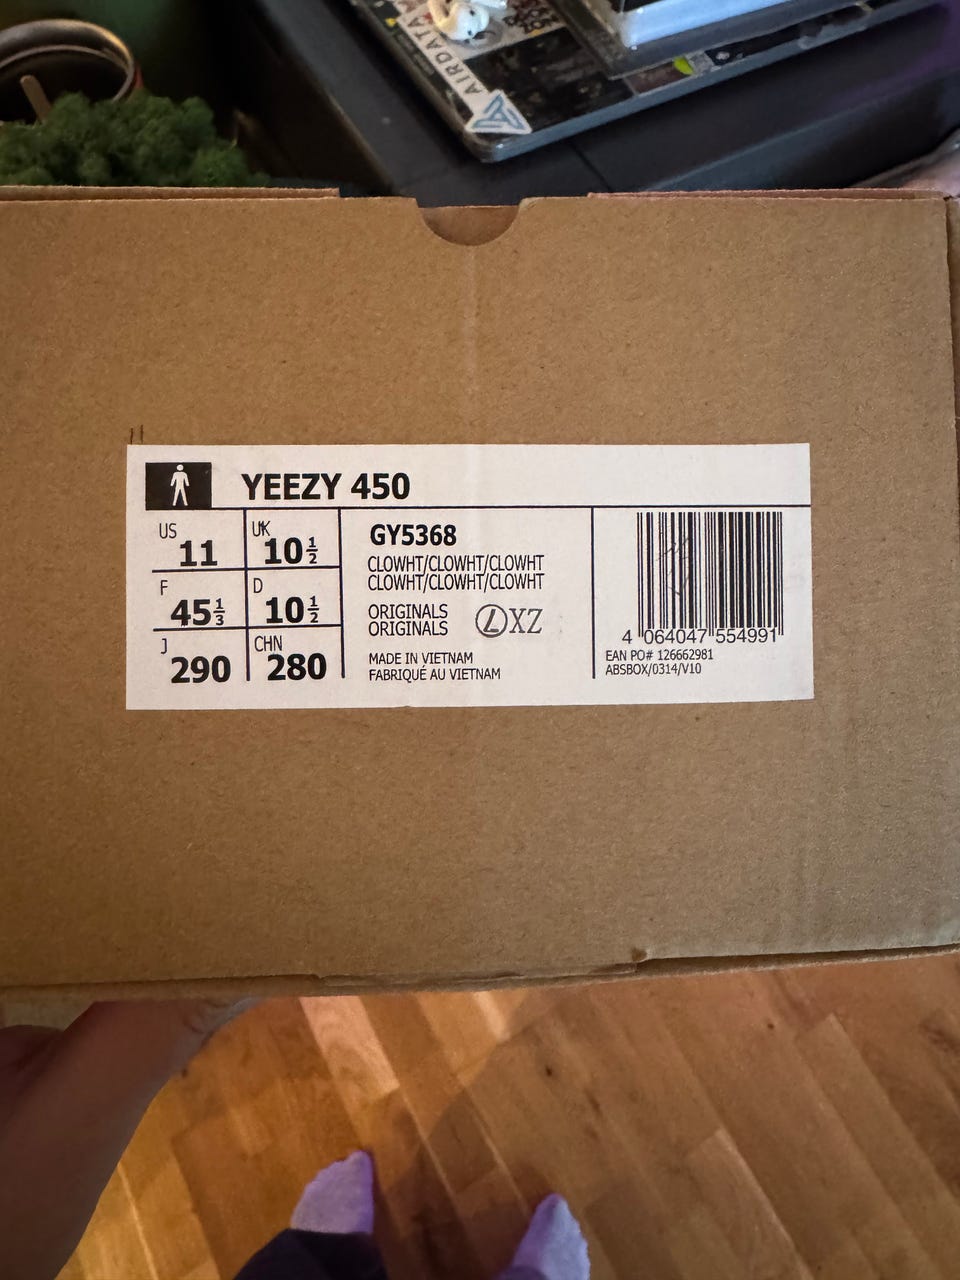 AIRDATA
YEEZY 450
US
11
UK
10 1/2
F
45 1/3
D
10 1/2
J
290
CHN
280
GY5368
CLOWHT/CLOWHT/CLOWHT
CLOWHT/CLOWHT/CLOWHT
ORIGINALS
ORIGINALS
L XZ
MADE IN VIETNAM
FABRIQUÉ AU VIETNAM
4 064047 554991
EAN PO# 126662981
ABSBOX/0314/V10